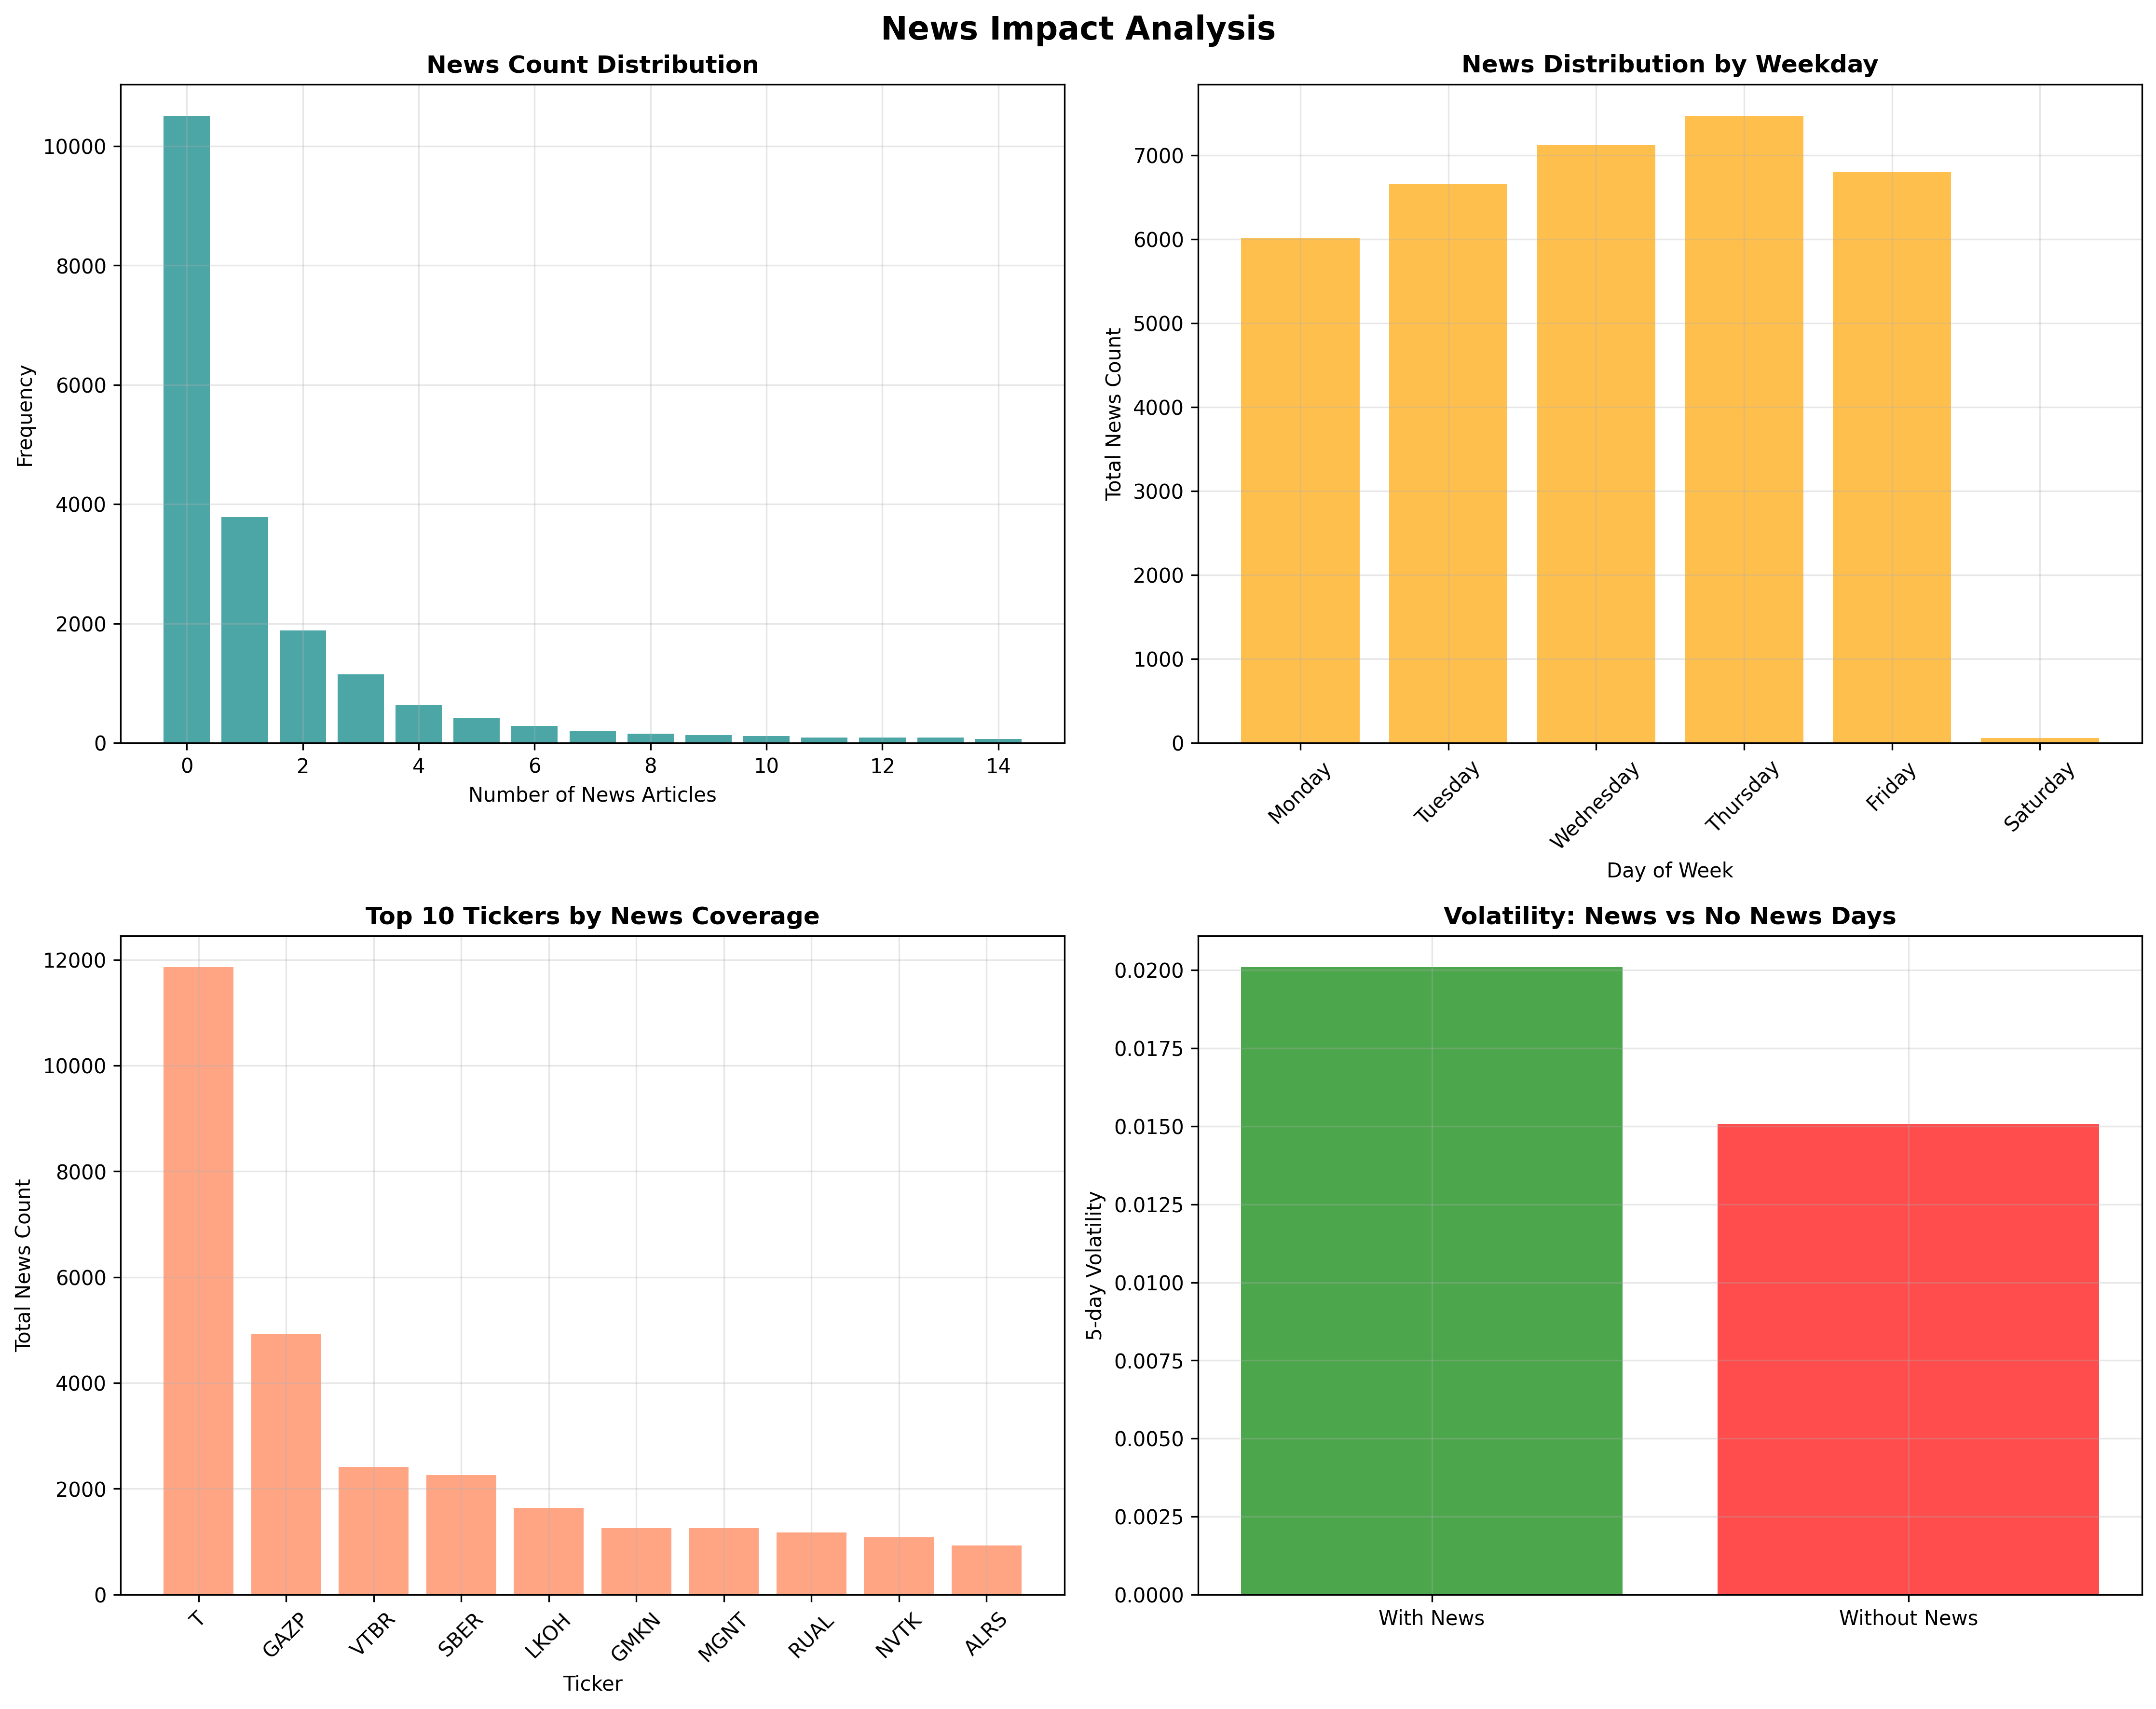 News Impact Analysis
News Count Distribution
10000
8000
6000
4000
2000
0
Frequency
0 2 4 6 8 10 12 14
Number of News Articles
News Distribution by Weekday
7000
6000
5000
4000
3000
2000
1000
0
Total News Count
Monday Tuesday Wednesday Thursday Friday Saturday
Day of Week
Top 10 Tickers by News Coverage
12000
10000
8000
6000
4000
2000
0
Total News Count
T GAZP VTBR SBER LKOH GMKN MGNT RUAL NVTK ALRS
Ticker
Volatility: News vs No News Days
0.0200
0.0175
0.0150
0.0125
0.0100
0.0075
0.0050
0.0025
0.0000
5-day Volatility
With News Without News